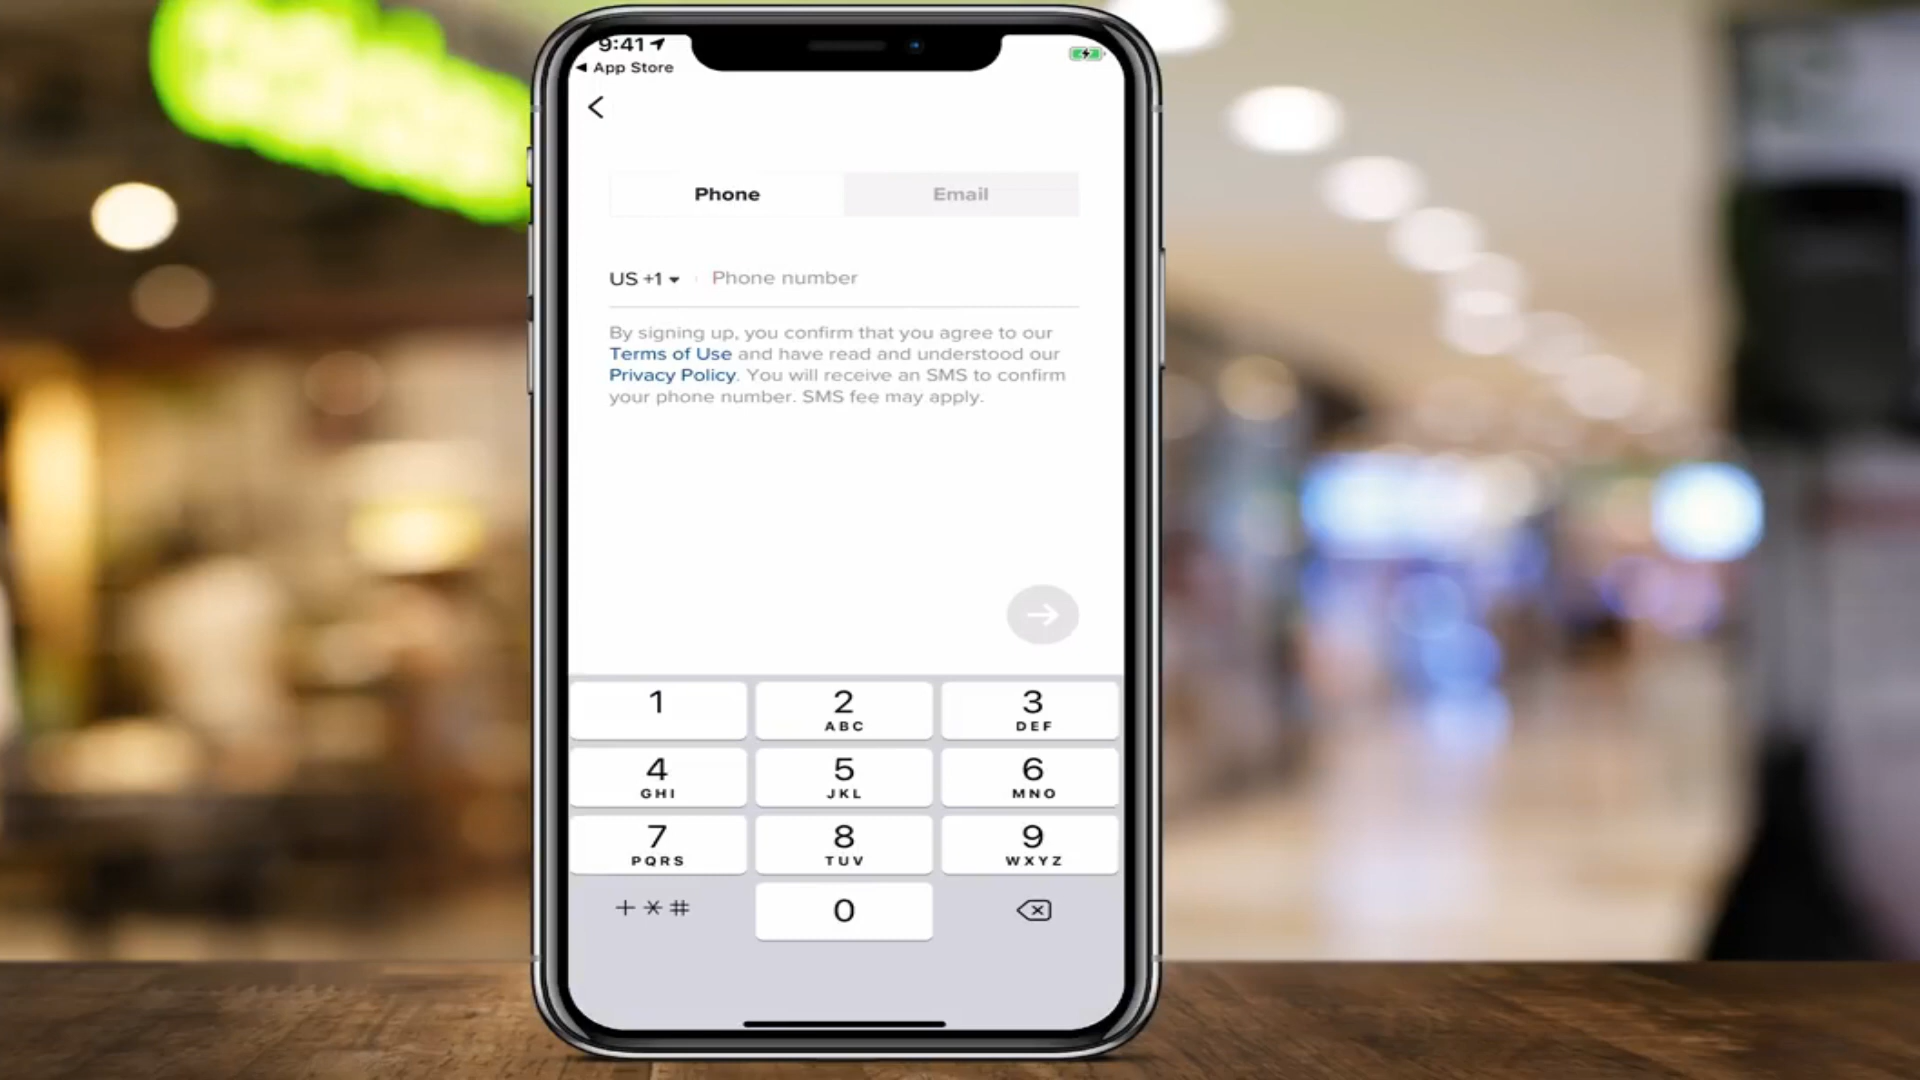 9:41
App Store
Phone
Email
US +1
Phone number
By signing up, you confirm that you agree to our
Terms of Use and have read and understood our
Privacy Policy. You will receive an SMS to confirm
your phone number. SMS fee may apply.
1
2
ABC
3
DEF
4
GHI
5
JKL
6
MNO
7
PQRS
8
TUV
9
WXYZ
+*#
0